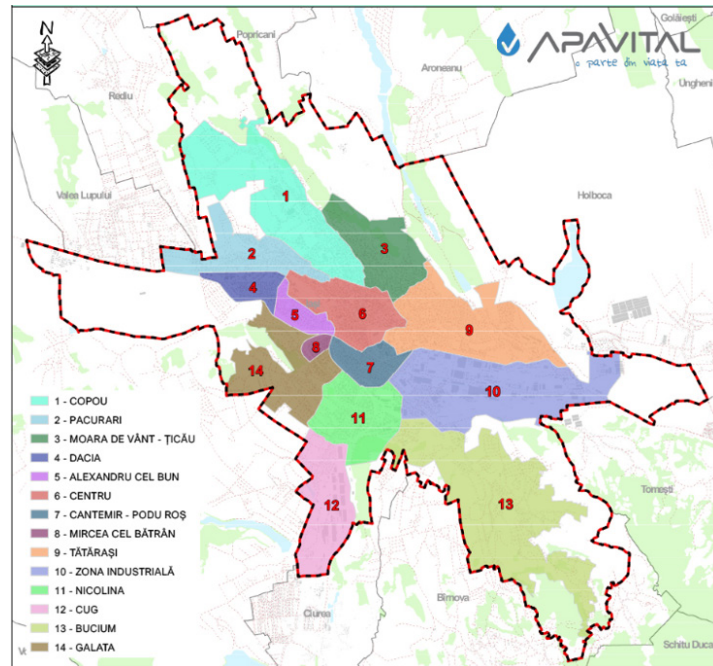 N
APAVITAL
o parte din viața ta
Popricani
Golăiești
Aroneanu
Ungheni
Rediu
Valea Lupului
Holboca
1
2
3
4
5
6
7
8
9
10
11
12
13
14
1 - COPOU
2 - PACURARI
3 - MOARA DE VÂNT - ȚICĂU
4 - DACIA
5 - ALEXANDRU CEL BUN
6 - CENTRU
7 - CANTEMIR - PODU ROȘ
8 - MIRCEA CEL BĂTRÂN
9 - TĂTĂRAȘI
10 - ZONA INDUSTRIALĂ
11 - NICOLINA
12 - CUG
13 - BUCIUM
14 - GALATA
Tomești
Bîrnova
Ciurea
Schitu Duca